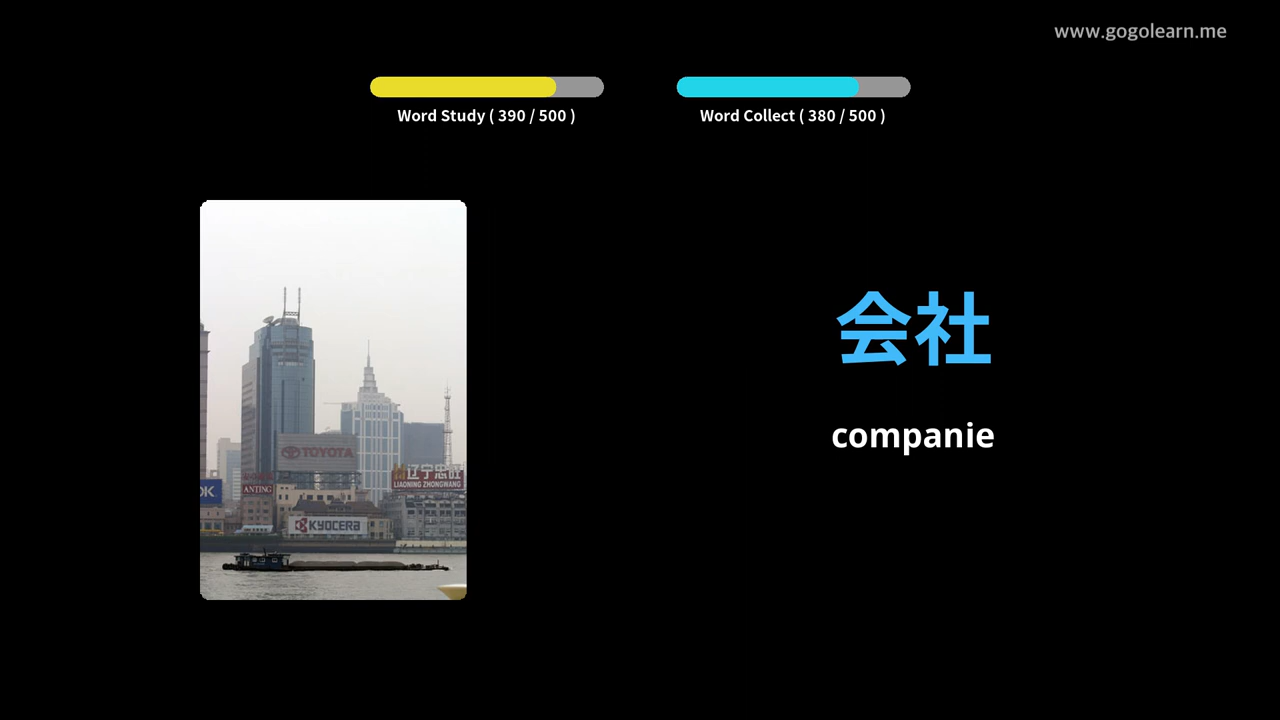 www.gogolearn.me
Word Study ( 390 / 500 )
Word Collect ( 380 / 500 )
会社
companie
TOYOTA
辽宁忠旺
LIAONING ZHONGWANG
OK
ANTING
KYOCERA